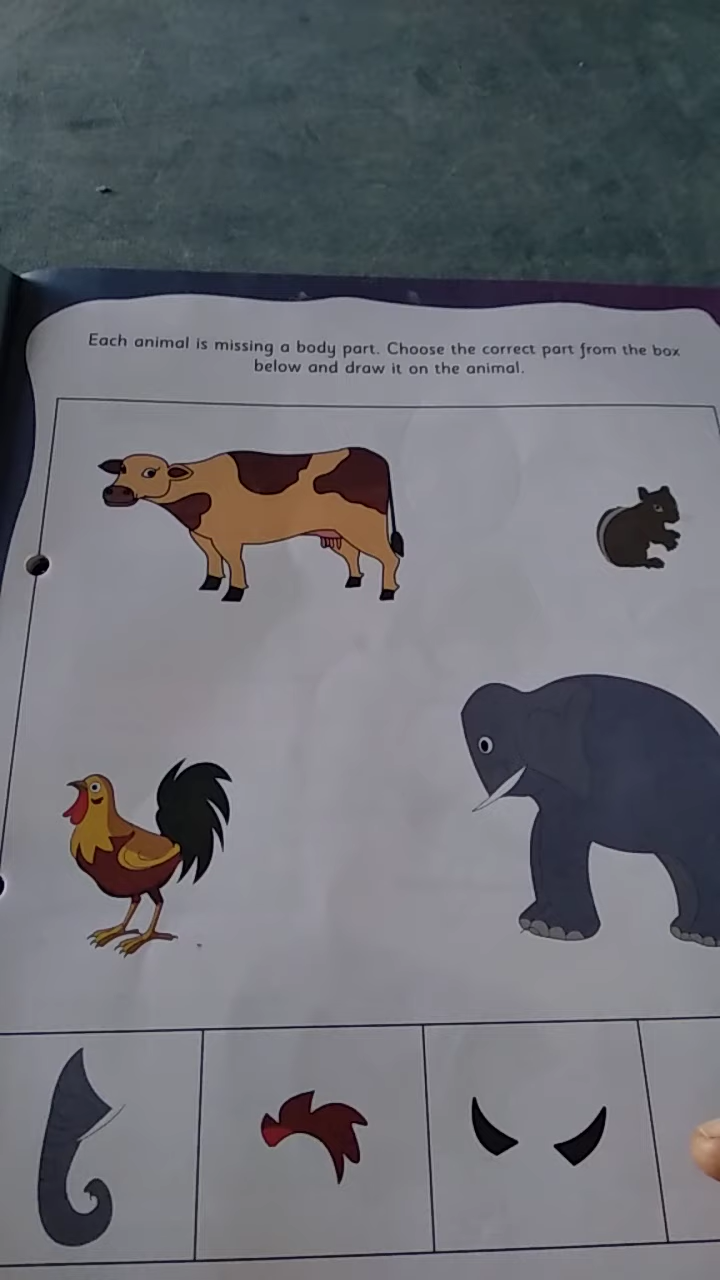 Each animal is missing a body part. Choose the correct part from the box
below and draw it on the animal.